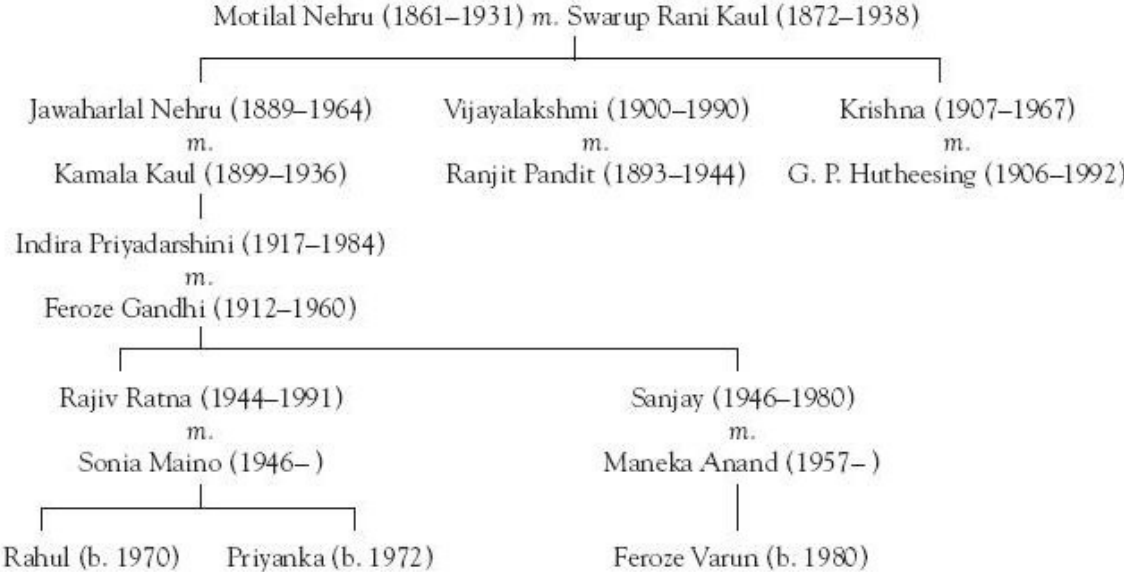 Motilal Nehru (1861–1931) m. Swarup Rani Kaul (1872–1938)
Jawaharlal Nehru (1889–1964) Vijayalakshmi (1900–1990) Krishna (1907–1967)
m. m. m.
Kamala Kaul (1899–1936) Ranjit Pandit (1893–1944) G. P. Hutheesing (1906–1992)
Indira Priyadarshini (1917–1984)
m.
Feroze Gandhi (1912–1960)
Rajiv Ratna (1944–1991) Sanjay (1946–1980)
m. m.
Sonia Maino (1946– ) Maneka Anand (1957– )
Rahul (b. 1970) Priyanka (b. 1972) Feroze Varun (b. 1980)